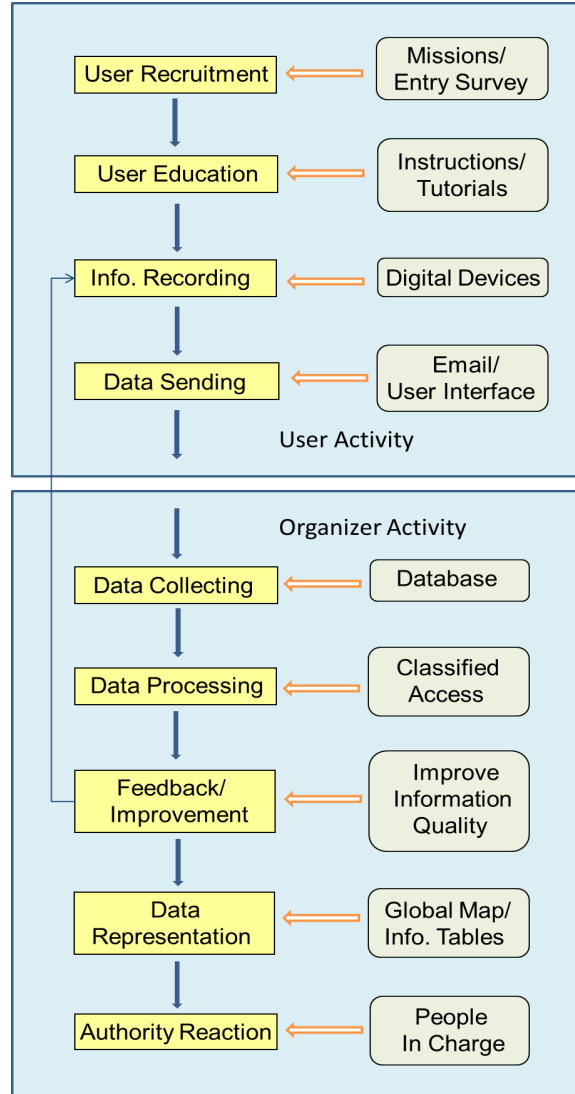 User Recruitment
Missions/
Entry Survey
User Education
Instructions/
Tutorials
Info. Recording
Digital Devices
Data Sending
Email/
User Interface
User Activity
Organizer Activity
Data Collecting
Database
Data Processing
Classified
Access
Feedback/
Improvement
Improve
Information
Quality
Data
Representation
Global Map/
Info. Tables
Authority Reaction
People
In Charge